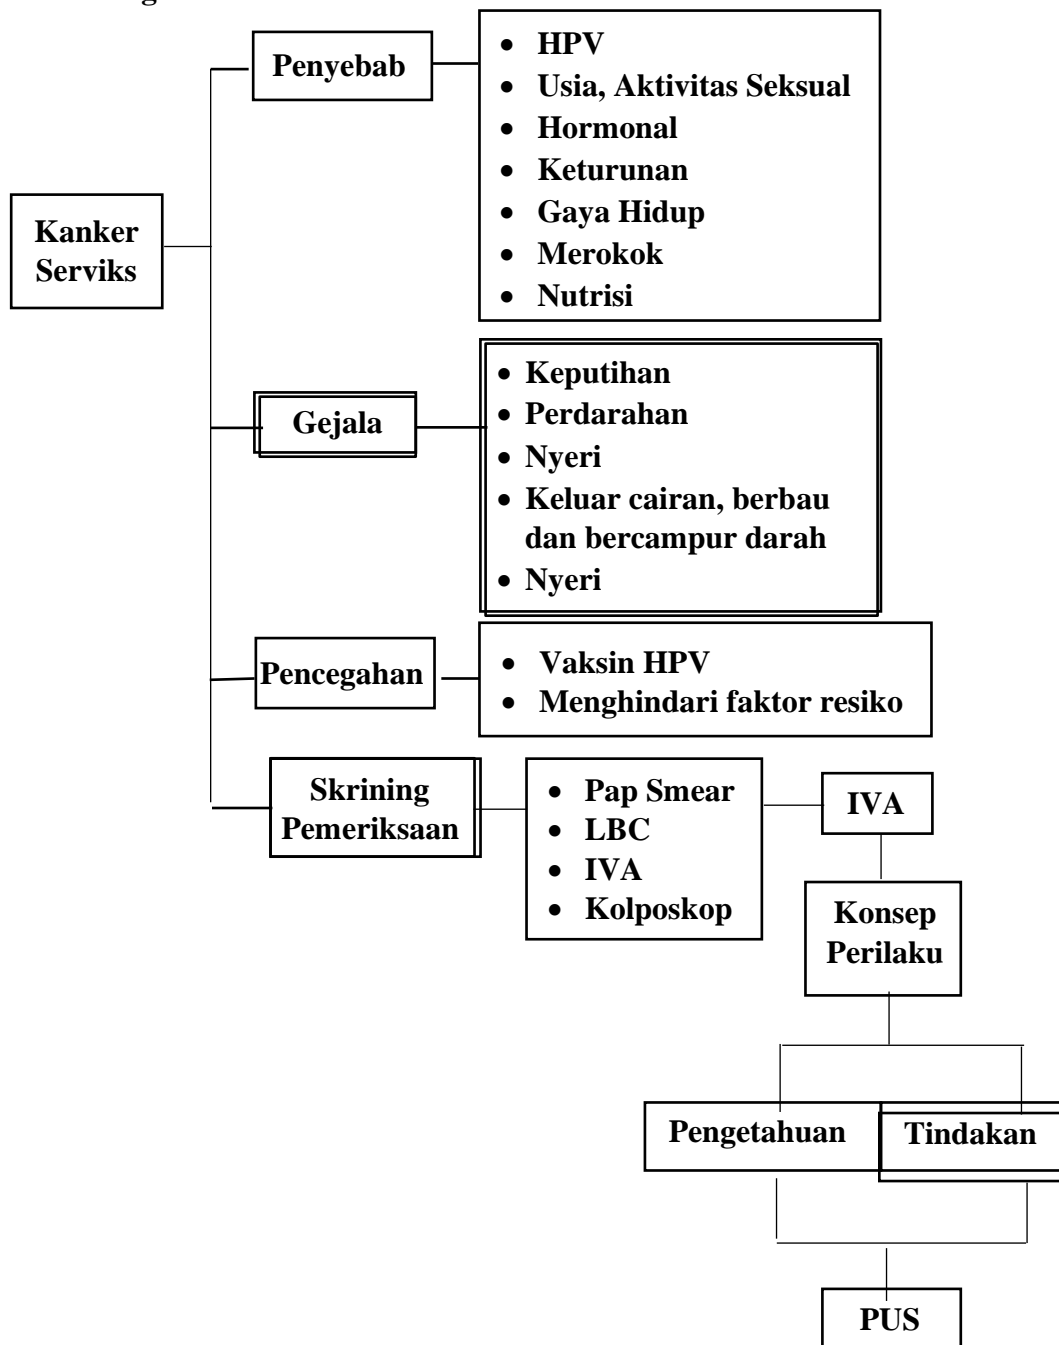 Kanker
Serviks
Penyebab
• HPV
• Usia, Aktivitas Seksual
• Hormonal
• Keturunan
• Gaya Hidup
• Merokok
• Nutrisi
Gejala
• Keputihan
• Perdarahan
• Nyeri
• Keluar cairan, berbau
dan bercampur darah
• Nyeri
Pencegahan
• Vaksin HPV
• Menghindari faktor resiko
Skrining
Pemeriksaan
• Pap Smear
• LBC
• IVA
• Kolposkop
IVA
Konsep
Perilaku
Pengetahuan
Tindakan
PUS